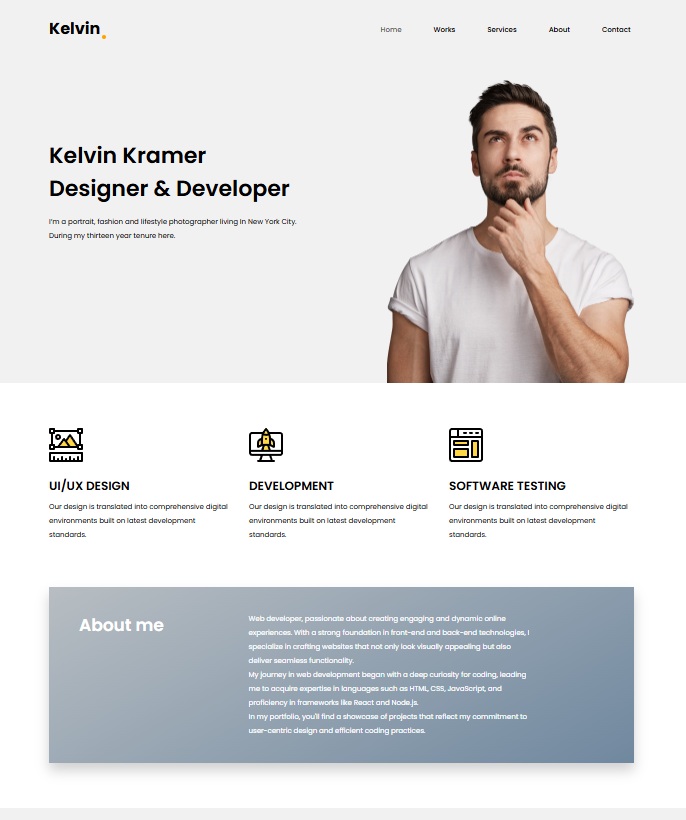 Kelvin.
Home Works Services About Contact
Kelvin Kramer
Designer & Developer
I'm a portrait, fashion and lifestyle photographer living in New York City.
During my thirteen year tenure here.
UI/UX DESIGN
Our design is translated into comprehensive digital
environments built on latest development
standards.
DEVELOPMENT
Our design is translated into comprehensive digital
environments built on latest development
standards.
SOFTWARE TESTING
Our design is translated into comprehensive digital
environments built on latest development
standards.
About me
Web developer, passionate about creating engaging and dynamic online
experiences. With a strong foundation in front-end and back-end technologies, I
specialize in crafting websites that not only look visually appealing but also
deliver seamless functionality.
My journey in web development began with a deep curiosity for coding, leading
me to acquire expertise in languages such as HTML, CSS, JavaScript, and
proficiency in frameworks like React and Node.js.
In my portfolio, you'll find a showcase of projects that reflect my commitment to
user-centric design and efficient coding practices.